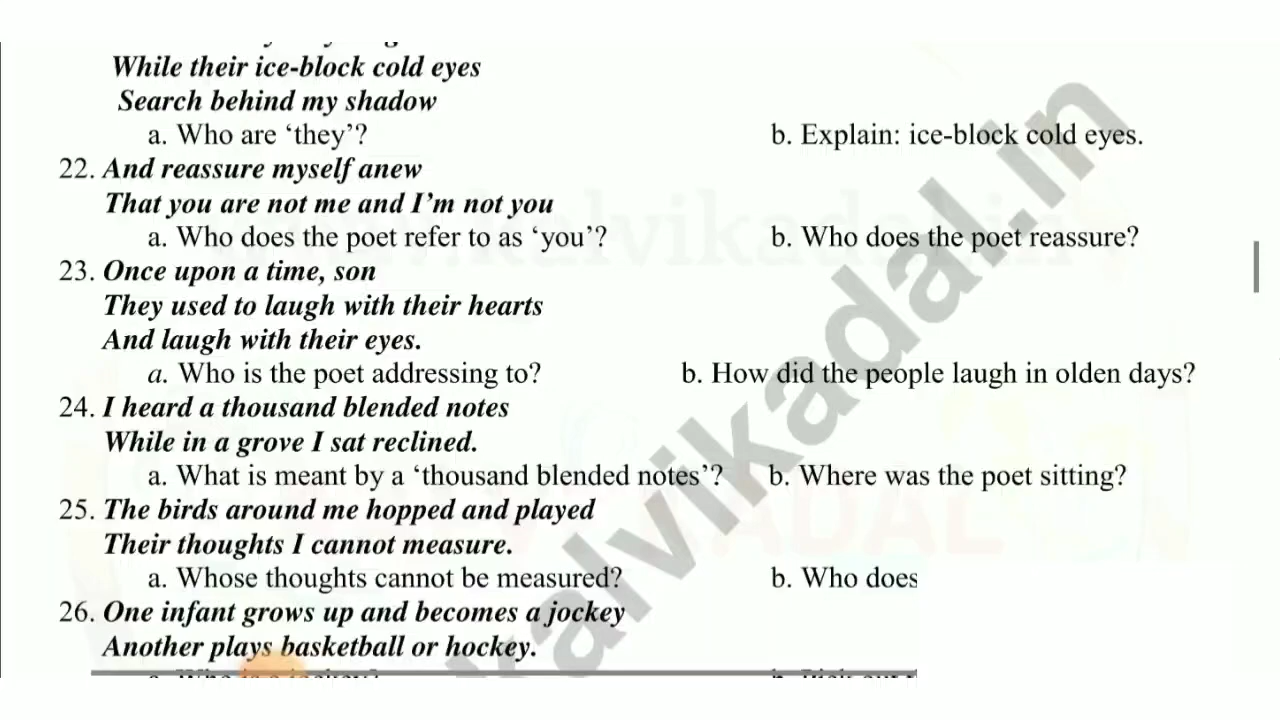 While their ice-block cold eyes
Search behind my shadow
a. Who are ‘they’? b. Explain: ice-block cold eyes.
22. And reassure myself anew
That you are not me and I’m not you
a. Who does the poet refer to as ‘you’? b. Who does the poet reassure?
23. Once upon a time, son
They used to laugh with their hearts
And laugh with their eyes.
a. Who is the poet addressing to? b. How did the people laugh in olden days?
24. I heard a thousand blended notes
While in a grove I sat reclined.
a. What is meant by a ‘thousand blended notes’? b. Where was the poet sitting?
25. The birds around me hopped and played
Their thoughts I cannot measure.
a. Whose thoughts cannot be measured? b. Who does
26. One infant grows up and becomes a jockey
Another plays basketball or hockey.
kalvikadal.in